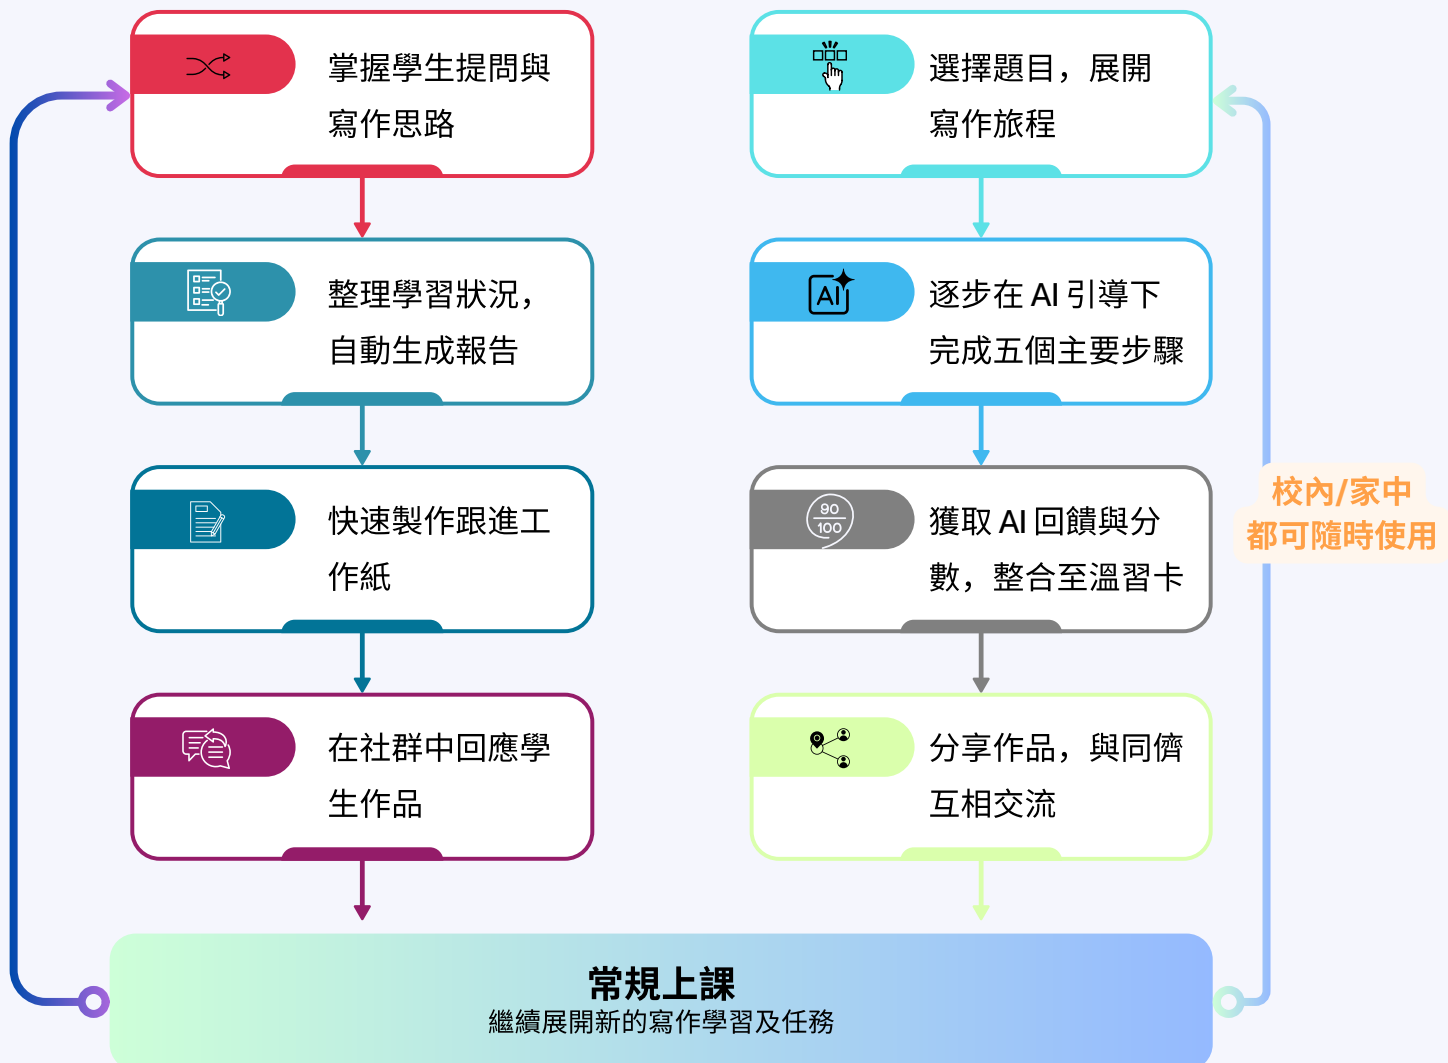 掌握學生提問與
寫作思路
整理學習狀況，
自動生成報告
快速製作跟進工
作紙
在社群中回應學
生作品
選擇題目，展開
寫作旅程
AI
逐步在 AI 引導下
完成五個主要步驟
90
100
獲取 AI 回饋與分
數，整合至溫習卡
分享作品，與同儕
互相交流
校內/家中
都可隨時使用
常規上課
繼續展開新的寫作學習及任務